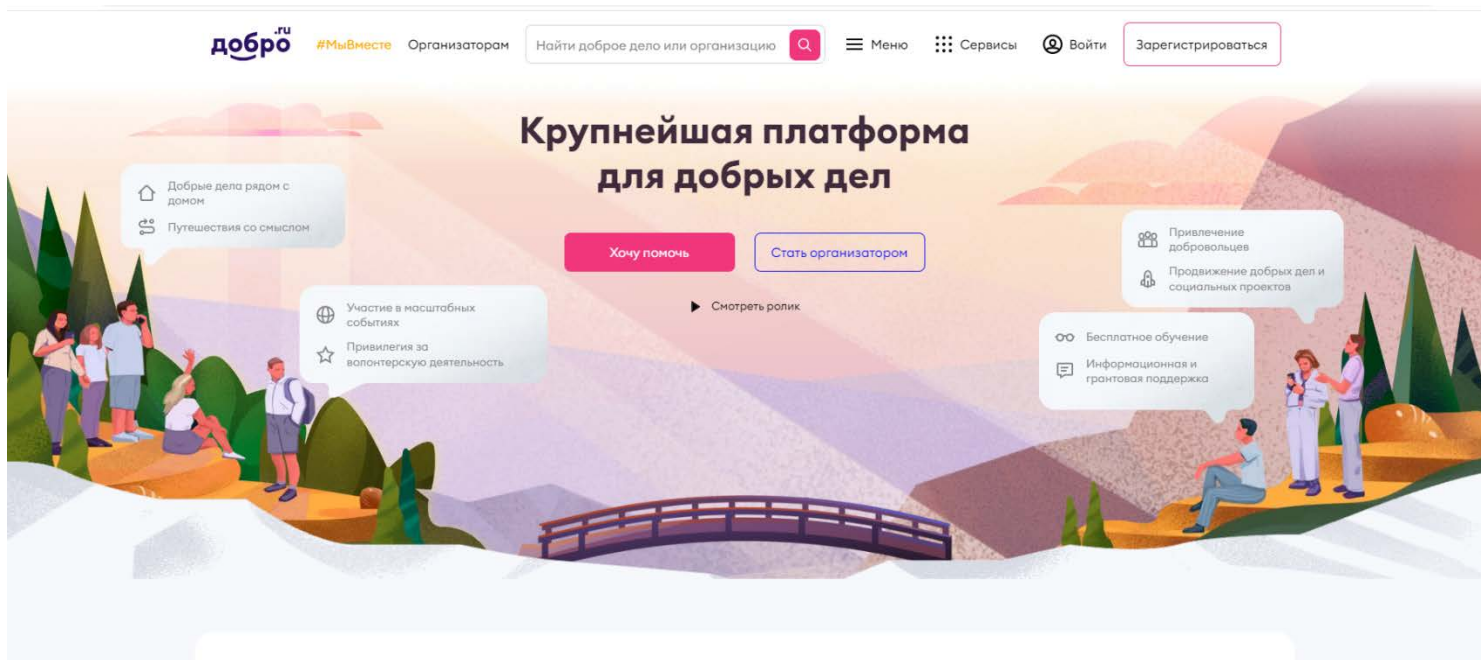 добро.ru
#МыВместе
Организаторам
Найти доброе дело или организацию
Меню
Сервисы
Войти
Зарегистрироваться
Крупнейшая платформа
для добрых дел
Хочу помочь
Стать организатором
Смотреть ролик
Добрые дела рядом с
домом
Путешествия со смыслом
Участие в масштабных
событиях
Привилегия за
волонтерскую деятельность
Привлечение
добровольцев
Продвижение добрых дел и
социальных проектов
Бесплатное обучение
Информационная и
грантовая поддержка